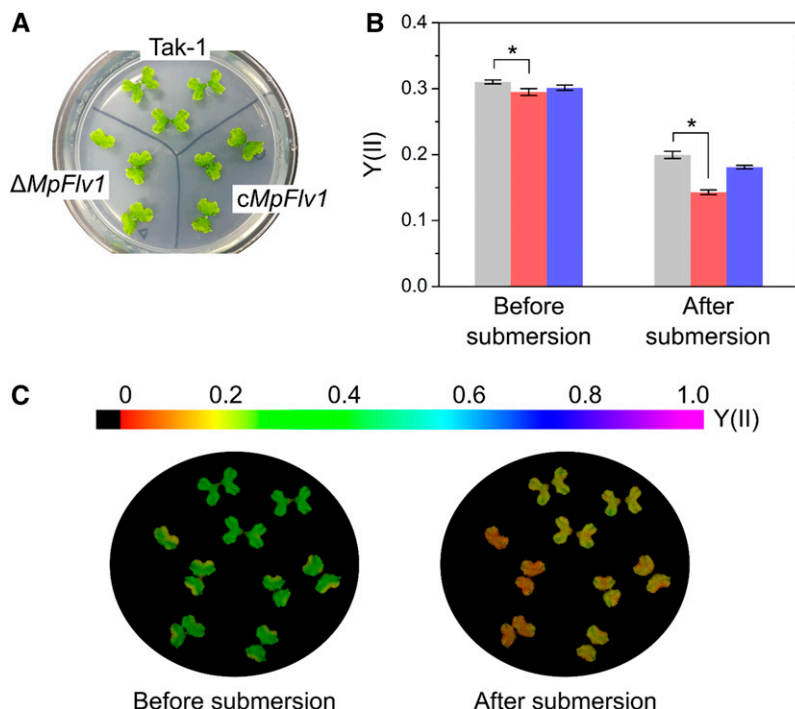 A
Tak-1
ΔMpFlv1
cMpFlv1
B
Y(II)
0.4
0.3
0.2
0.1
0.0
*
*
Before
submersion
After
submersion
C
0 0.2 0.4 0.6 0.8 1.0
Y(II)
Before submersion
After submersion